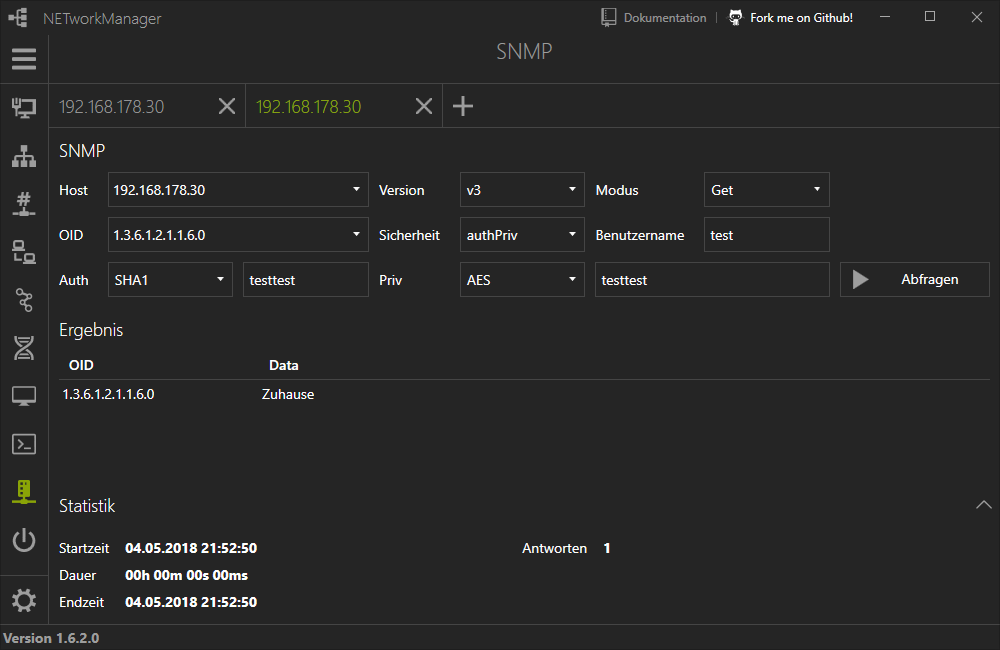 NETworkManager
Dokumentation | Fork me on Github!
SNMP
192.168.178.30 192.168.178.30
SNMP
Host 192.168.178.30 Version v3 Modus Get
OID 1.3.6.1.2.1.1.6.0 Sicherheit authPriv Benutzername test
Auth SHA1 testtest Priv AES testtest Abfragen
Ergebnis
OID Data
1.3.6.1.2.1.1.6.0 Zuhause
Statistik
Startzeit 04.05.2018 21:52:50 Antworten 1
Dauer 00h 00m 00s 00ms
Endzeit 04.05.2018 21:52:50
Version 1.6.2.0